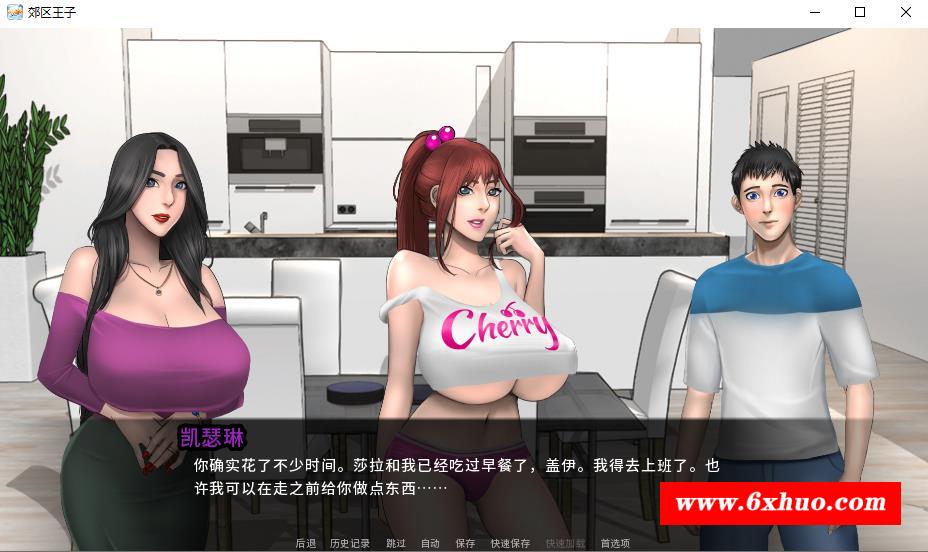 郊区王子
Cherry
凯瑟琳
你确实花了不少时间。莎拉和我已经吃过早餐了，盖伊。我得去上班了。也
许我可以在走之前给你做点东西……
www.6xhuo.com
后退 历史记录 跳过 自动 保存 快速保存 快速加载 首选项